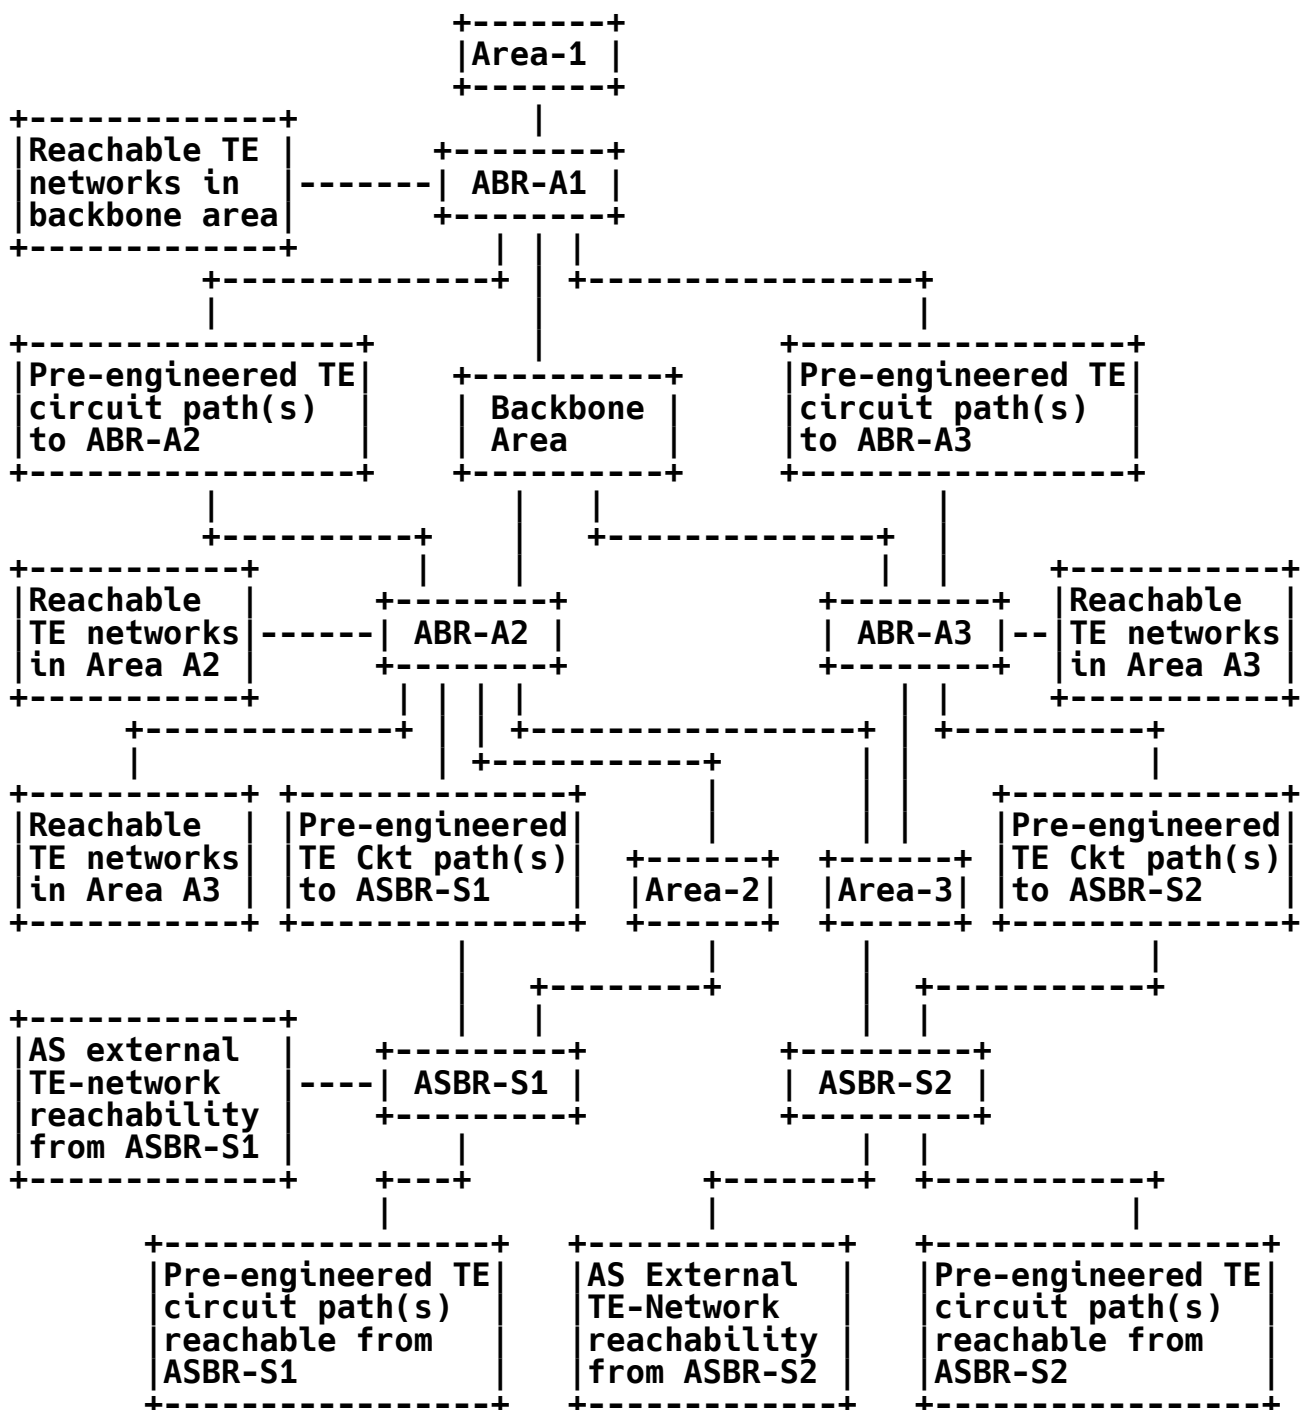 Area-1
Reachable TE
networks in
backbone area
ABR-A1
Pre-engineered TE
circuit path(s)
to ABR-A2
Backbone
Area
Pre-engineered TE
circuit path(s)
to ABR-A3
Reachable
TE networks
in Area A2
ABR-A2
ABR-A3
Reachable
TE networks
in Area A3
Reachable
TE networks
in Area A3
Pre-engineered
TE Ckt path(s)
to ASBR-S1
Area-2
Area-3
Pre-engineered
TE Ckt path(s)
to ASBR-S2
AS external
TE-network
reachability
from ASBR-S1
ASBR-S1
ASBR-S2
Pre-engineered TE
circuit path(s)
reachable from
ASBR-S1
AS External
TE-Network
reachability
from ASBR-S2
Pre-engineered TE
circuit path(s)
reachable from
ASBR-S2